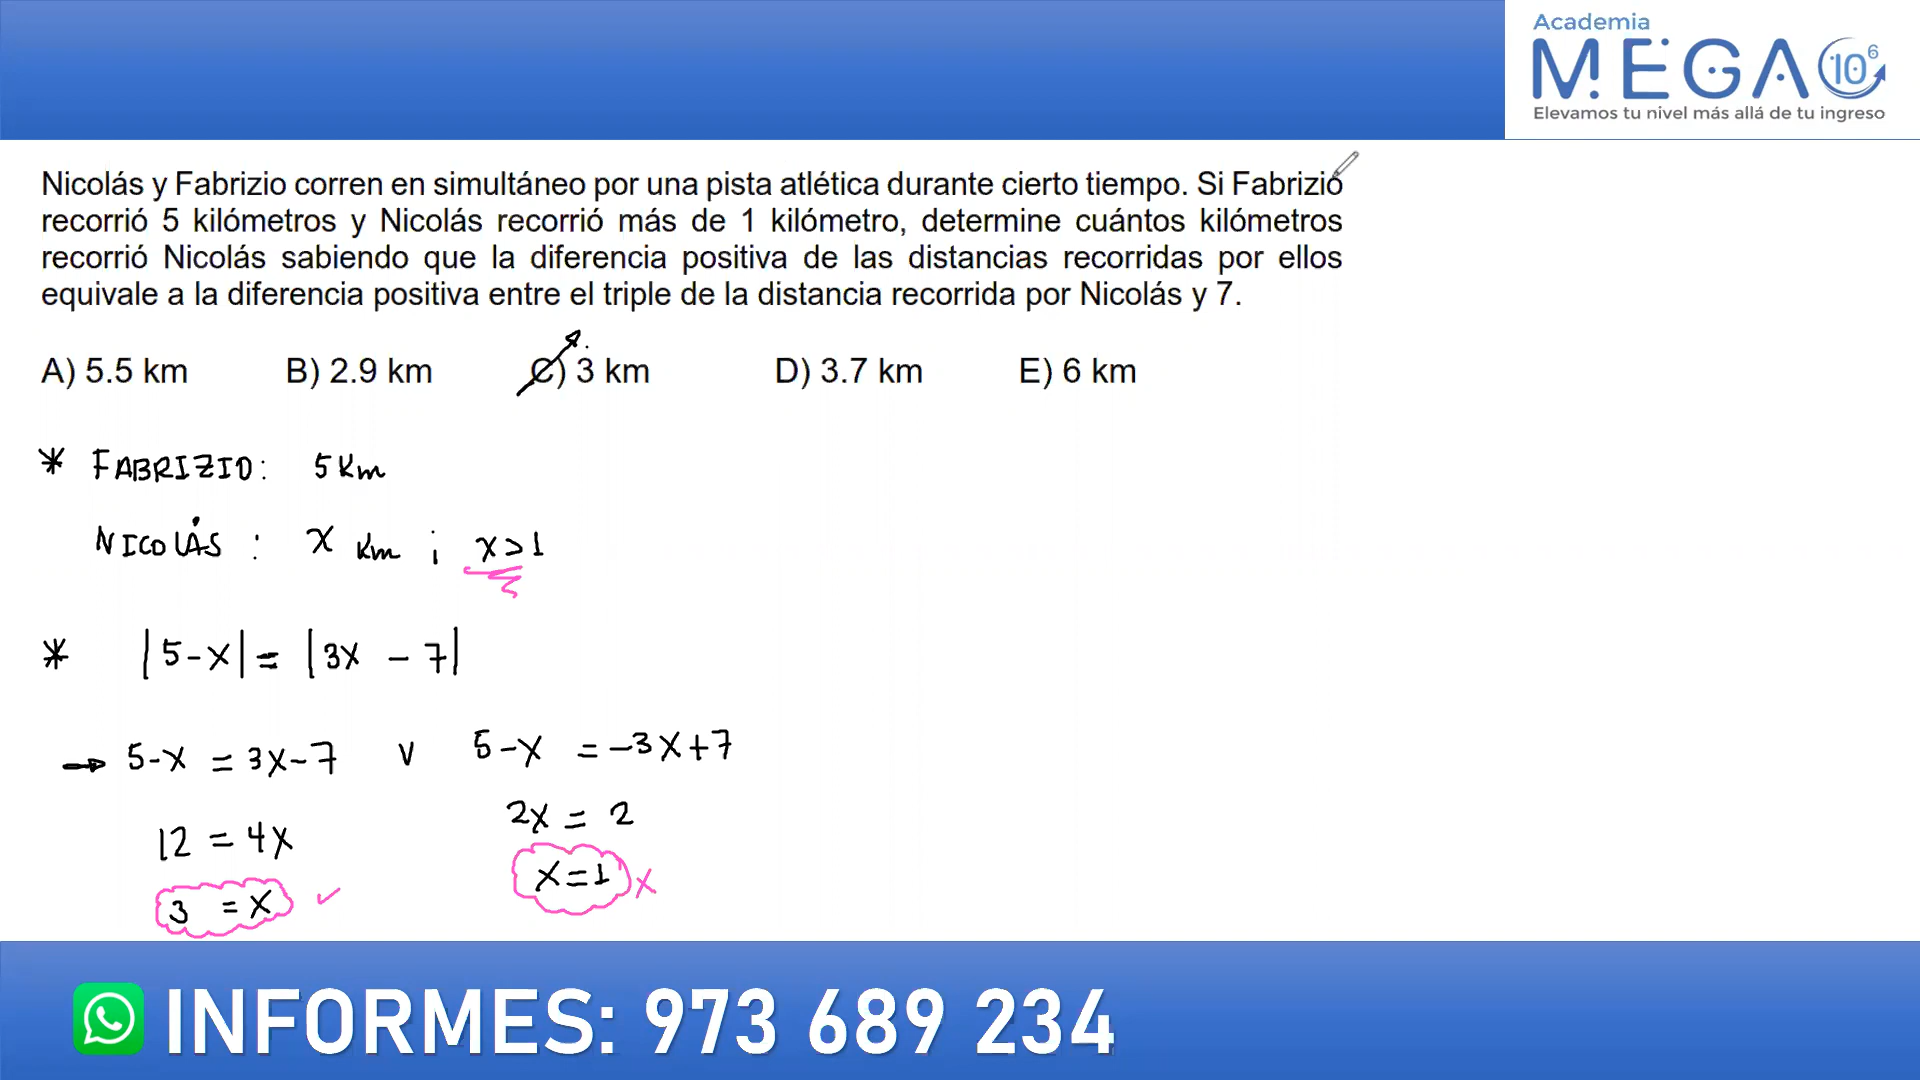 Academia
MEGA 10⁶
Elevamos tu nivel más allá de tu ingreso
Nicolás y Fabrizio corren en simultáneo por una pista atlética durante cierto tiempo. Si Fabrizio
recorrió 5 kilómetros y Nicolás recorrió más de 1 kilómetro, determine cuántos kilómetros
recorrió Nicolás sabiendo que la diferencia positiva de las distancias recorridas por ellos
equivale a la diferencia positiva entre el triple de la distancia recorrida por Nicolás y 7.
A) 5.5 km B) 2.9 km C) 3 km D) 3.7 km E) 6 km
* FABRIZIO: 5 Km
NICOLÁS : x Km ; x > 1
* |5-x| = |3x - 7|
→ 5-x = 3x-7 v 5-x = -3x+7
12 = 4x 2x = 2
3 = x ✓ x = 1 x
INFORMES: 973 689 234